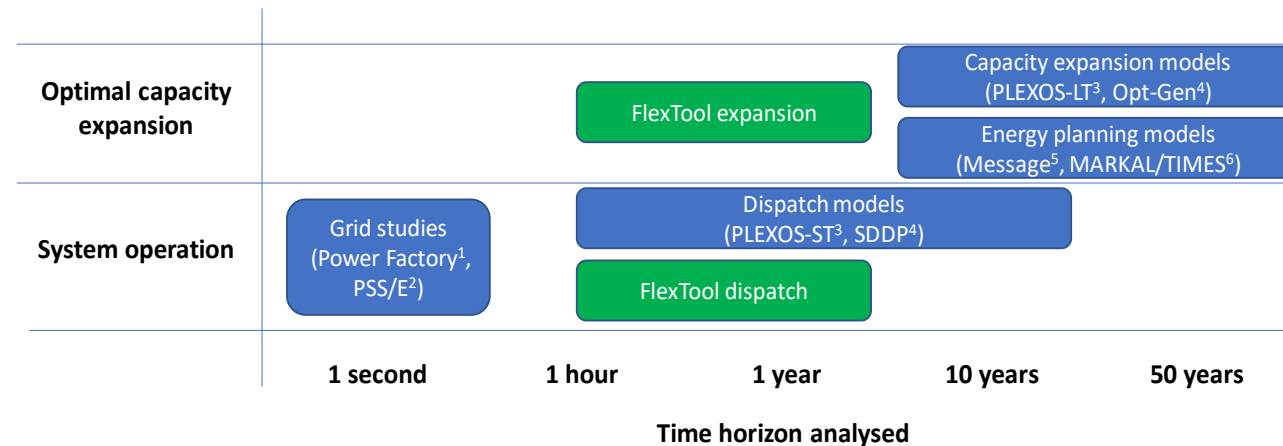 Optimal capacity
expansion
FlexTool expansion
Capacity expansion models
(PLEXOS-LT³, Opt-Gen⁴)
Energy planning models
(Message⁵, MARKAL/TIMES⁶)
System operation
Grid studies
(Power Factory¹,
PSS/E²)
Dispatch models
(PLEXOS-ST³, SDDP⁴)
FlexTool dispatch
1 second 1 hour 1 year 10 years 50 years
Time horizon analysed